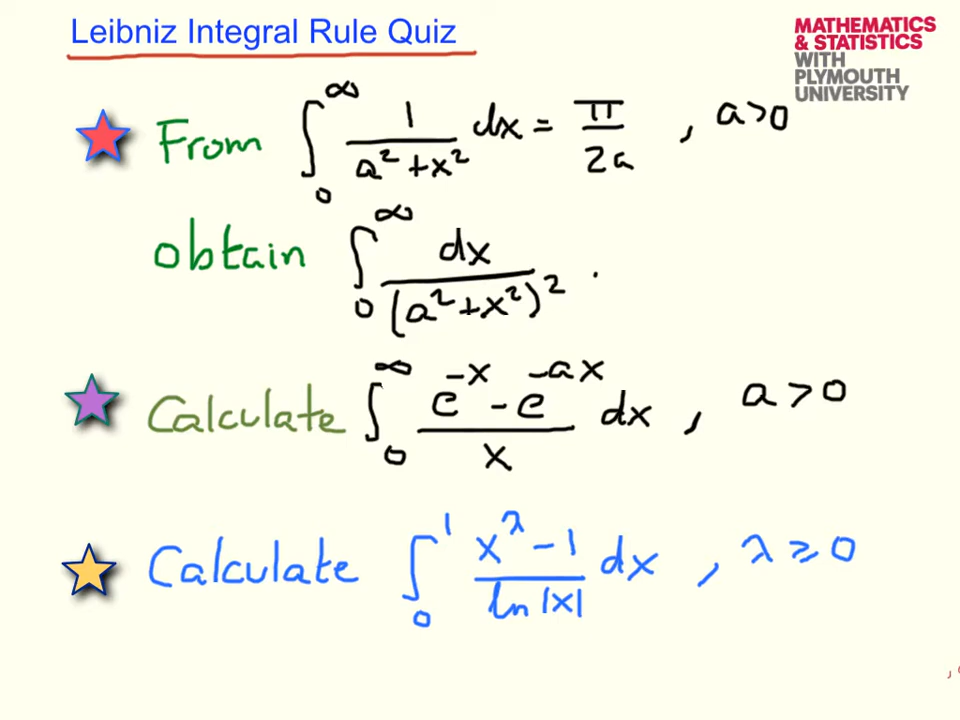 Leibniz Integral Rule Quiz
MATHEMATICS
& STATISTICS
WITH
PLYMOUTH
UNIVERSITY
From ∫₀^∞ 1/(a²+x²) dx = π/2a , a>0
obtain ∫₀^∞ dx/(a²+x²)² .
Calculate ∫₀^∞ (e^(-x) - e^(-ax))/x dx , a>0
Calculate ∫₀^1 (x^λ - 1)/(ln|x|) dx , λ ≥ 0